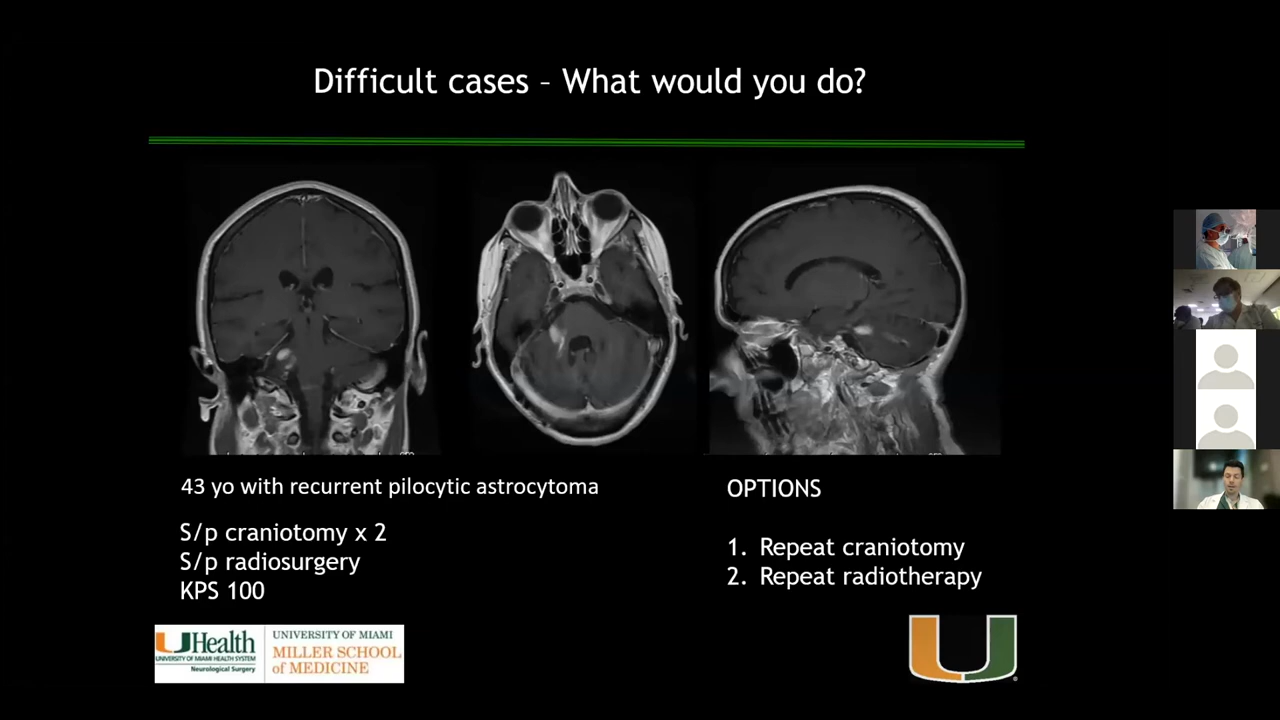 Difficult cases – What would you do?
43 yo with recurrent pilocytic astrocytoma
S/p craniotomy x 2
S/p radiosurgery
KPS 100
OPTIONS
1. Repeat craniotomy
2. Repeat radiotherapy
UHealth
UNIVERSITY OF MIAMI HEALTH SYSTEM
Neurological Surgery
UNIVERSITY OF MIAMI
MILLER SCHOOL
of MEDICINE
U